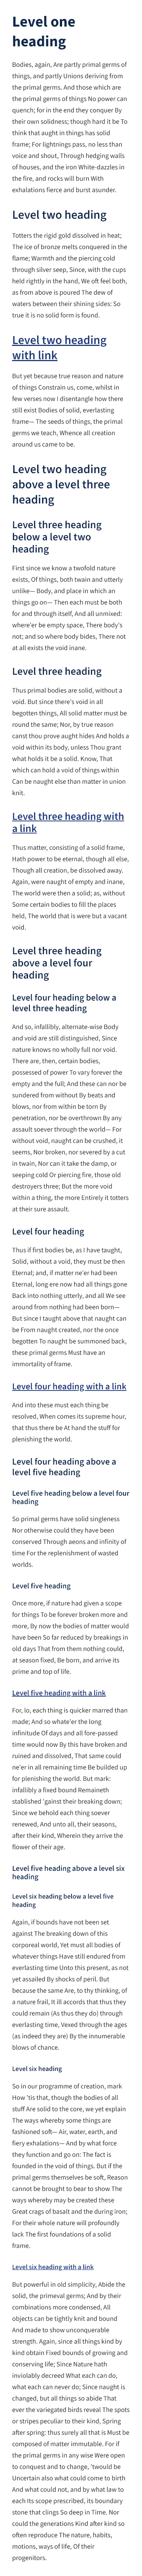 Level one
heading
Bodies, again, Are partly primal germs of
things, and partly Unions deriving from
the primal germs. And those which are
the primal germs of things No power can
quench; for in the end they conquer By
their own solidness; though hard it be To
think that aught in things has solid
frame; For lightnings pass, no less than
voice and shout, Through hedging walls
of houses, and the iron White-dazzles in
the fire, and rocks will burn With
exhalations fierce and burst asunder.
Level two heading
Totters the rigid gold dissolved in heat;
The ice of bronze melts conquered in the
flame; Warmth and the piercing cold
through silver seep, Since, with the cups
held rightly in the hand, We oft feel both,
as from above is poured The dew of
waters between their shining sides: So
true it is no solid form is found.
Level two heading
with link
But yet because true reason and nature
of things Constrain us, come, whilst in
few verses now I disentangle how there
still exist Bodies of solid, everlasting
frame— The seeds of things, the primal
germs we teach, Whence all creation
around us came to be.
Level two heading
above a level three
heading
Level three heading
below a level two
heading
First since we know a twofold nature
exists, Of things, both twain and utterly
unlike— Body, and place in which an
things go on— Then each must be both
for and through itself, And all unmixed:
where'er be empty space, There body's
not; and so where body bides, There not
at all exists the void inane.
Level three heading
Thus primal bodies are solid, without a
void. But since there's void in all
begotten things, All solid matter must be
round the same; Nor, by true reason
canst thou prove aught hides And holds a
void within its body, unless Thou grant
what holds it be a solid. Know, That
which can hold a void of things within
Can be naught else than matter in union
knit.
Level three heading with
a link
Thus matter, consisting of a solid frame,
Hath power to be eternal, though all else,
Though all creation, be dissolved away.
Again, were naught of empty and inane,
The world were then a solid; as, without
Some certain bodies to fill the places
held, The world that is were but a vacant
void.
Level three heading
above a level four
heading
Level four heading below a
level three heading
And so, infallibly, alternate-wise Body
and void are still distinguished, Since
nature knows no wholly full nor void.
There are, then, certain bodies,
possessed of power To vary forever the
empty and the full; And these can nor be
sundered from without By beats and
blows, nor from within be torn By
penetration, nor be overthrown By any
assault soever through the world— For
without void, naught can be crushed, it
seems, Nor broken, nor severed by a cut
in twain, Nor can it take the damp, or
seeping cold Or piercing fire, those old
destroyers three; But the more void
within a thing, the more Entirely it totters
at their sure assault.
Level four heading
Thus if first bodies be, as I have taught,
Solid, without a void, they must be then
Eternal; and, if matter ne'er had been
Eternal, long ere now had all things gone
Back into nothing utterly, and all We see
around from nothing had been born—
But since I taught above that naught can
be From naught created, nor the once
begotten To naught be summoned back,
these primal germs Must have an
immortality of frame.
Level four heading with a link
And into these must each thing be
resolved, When comes its supreme hour,
that thus there be At hand the stuff for
plenishing the world.
Level four heading above a
level five heading
Level five heading below a level four
heading
So primal germs have solid singleness
Nor otherwise could they have been
conserved Through aeons and infinity of
time For the replenishment of wasted
worlds.
Level five heading
Once more, if nature had given a scope
for things To be forever broken more and
more, By now the bodies of matter would
have been So far reduced by breakings in
old days That from them nothing could,
at season fixed, Be born, and arrive its
prime and top of life.
Level five heading with a link
For, lo, each thing is quicker marred than
made; And so whate'er the long
infinitude Of days and all fore-passed
time would now By this have broken and
ruined and dissolved, That same could
ne'er in all remaining time Be builded up
for plenishing the world. But mark:
infallibly a fixed bound Remaineth
stablished 'gainst their breaking down;
Since we behold each thing soever
renewed, And unto all, their seasons,
after their kind, Wherein they arrive the
flower of their age.
Level five heading above a level six
heading
Level six heading below a level five
heading
Again, if bounds have not been set
against The breaking down of this
corporeal world, Yet must all bodies of
whatever things Have still endured from
everlasting time Unto this present, as not
yet assailed By shocks of peril. But
because the same Are, to thy thinking, of
a nature frail, It ill accords that thus they
could remain (As thus they do) through
everlasting time, Vexed through the ages
(as indeed they are) By the innumerable
blows of chance.
Level six heading
So in our programme of creation, mark
How 'tis that, though the bodies of all
stuff Are solid to the core, we yet explain
The ways whereby some things are
fashioned soft— Air, water, earth, and
fiery exhalations— And by what force
they function and go on: The fact is
founded in the void of things. But if the
primal germs themselves be soft, Reason
cannot be brought to bear to show The
ways whereby may be created these
Great crags of basalt and the during iron;
For their whole nature will profoundly
lack The first foundations of a solid
frame.
Level six heading with a link
But powerful in old simplicity, Abide the
solid, the primeval germs; And by their
combinations more condensed, All
objects can be tightly knit and bound
And made to show unconquerable
strength. Again, since all things kind by
kind obtain Fixed bounds of growing and
conserving life; Since Nature hath
inviolably decreed What each can do,
what each can never do; Since naught is
changed, but all things so abide That
ever the variegated birds reveal The spots
or stripes peculiar to their kind, Spring
after spring: thus surely all that is Must be
composed of matter immutable. For if
the primal germs in any wise Were open
to conquest and to change, 'twould be
Uncertain also what could come to birth
And what could not, and by what law to
each Its scope prescribed, its boundary
stone that clings So deep in Time. Nor
could the generations Kind after kind so
often reproduce The nature, habits,
motions, ways of life, Of their
progenitors.